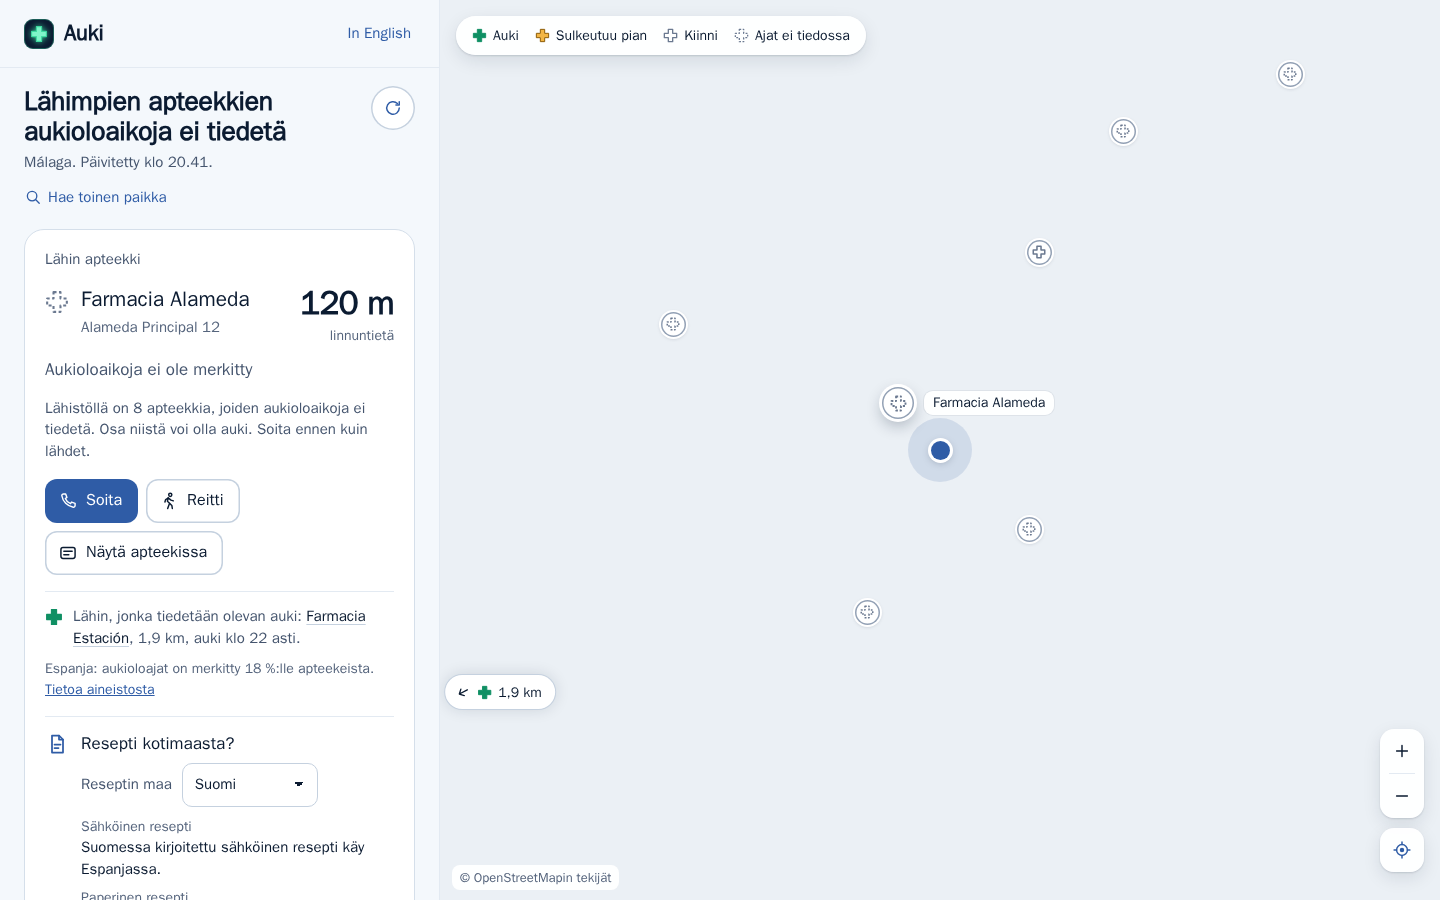 Auki
In English
Lähimpien apteekkien
aukioloaikoja ei tiedetä
Málaga. Päivitetty klo 20.41.
Hae toinen paikka
Lähin apteekki
Farmacia Alameda
120 m
Alameda Principal 12
linnuntietä
Aukioloaikoja ei ole merkitty
Lähistöllä on 8 apteekkia, joiden aukioloaikoja ei
tiedetä. Osa niistä voi olla auki. Soita ennen kuin
lähdet.
Soita
Reitti
Näytä apteekissa
Lähin, jonka tiedetään olevan auki: Farmacia
Estación, 1,9 km, auki klo 22 asti.
Espanja: aukioloajat on merkitty 18 %:lle apteekeista.
Tietoa aineistosta
Resepti kotimaasta?
Reseptin maa
Suomi
Sähköinen resepti
Suomessa kirjoitettu sähköinen resepti käy
Espanjassa.
Paperinen resepti
Auki
Sulkeutuu pian
Kiinni
Ajat ei tiedossa
Farmacia Alameda
1,9 km
© OpenStreetMapin tekijät